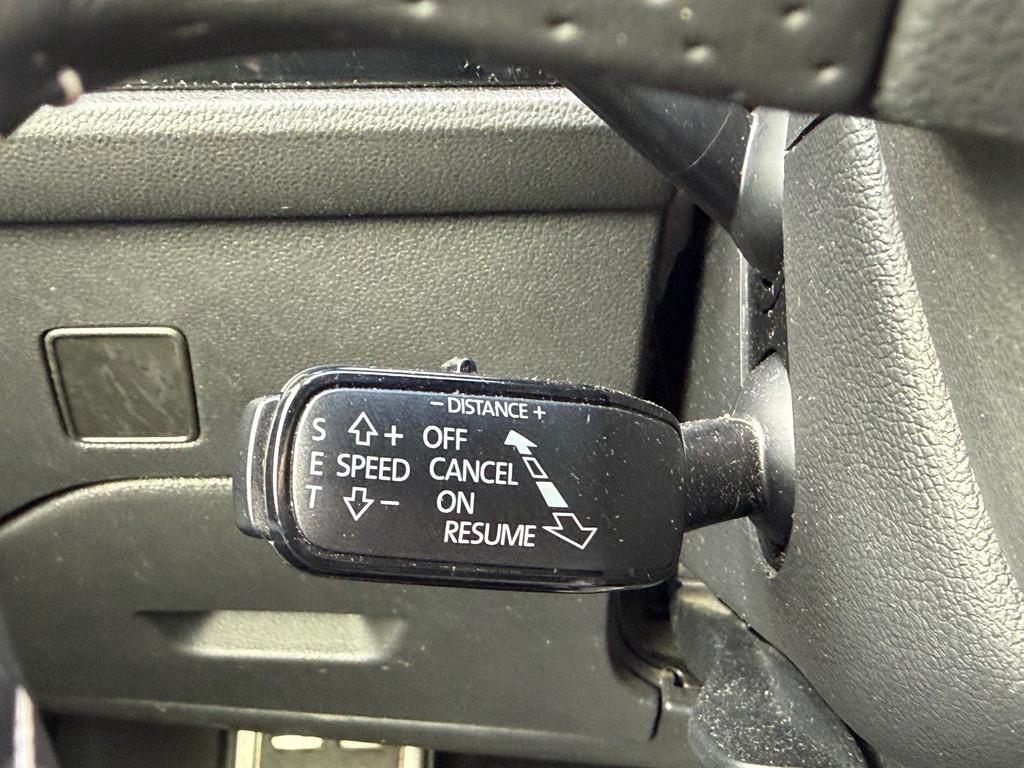 − DISTANCE +
S + OFF
E SPEED CANCEL
T − ON
RESUME